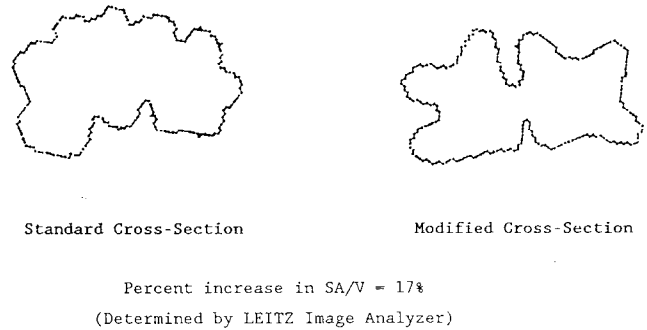 Standard Cross-Section
Modified Cross-Section
Percent increase in SA/V = 17%
(Determined by LEITZ Image Analyzer)